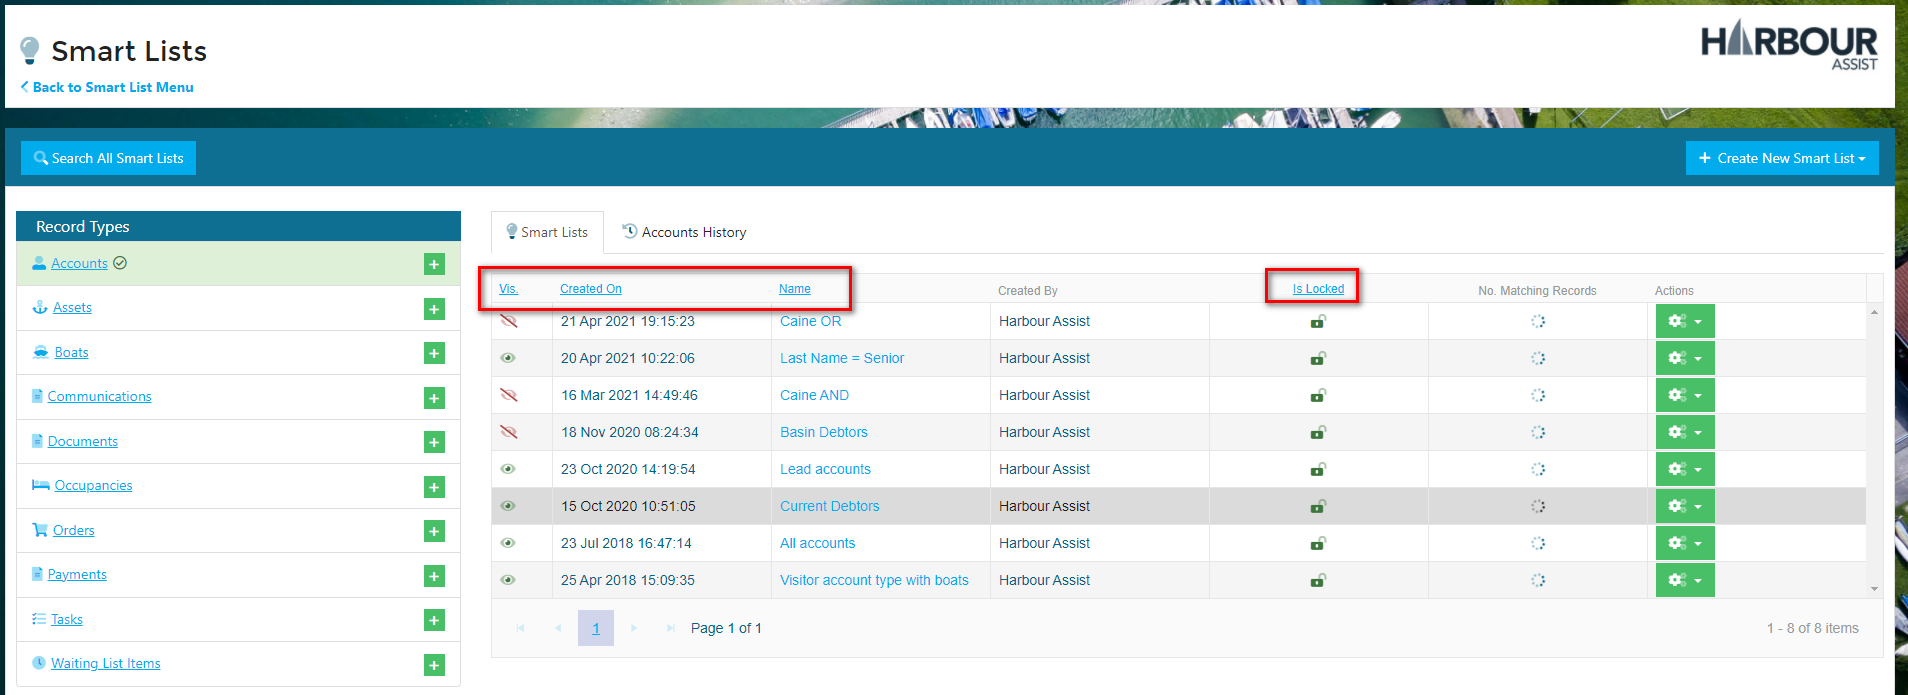 Smart Lists
Back to Smart List Menu
HARBOUR
ASSIST
Search All Smart Lists
Create New Smart List
Record Types
Accounts
Assets
Boats
Communications
Documents
Occupancies
Orders
Payments
Tasks
Waiting List Items
Smart Lists Accounts History
Vis. Created On Name Created By Is Locked No. Matching Records Actions
21 Apr 2021 19:15:23 Caine OR Harbour Assist
20 Apr 2021 10:22:06 Last Name = Senior Harbour Assist
16 Mar 2021 14:49:46 Caine AND Harbour Assist
18 Nov 2020 08:24:34 Basin Debtors Harbour Assist
23 Oct 2020 14:19:54 Lead accounts Harbour Assist
15 Oct 2020 10:51:05 Current Debtors Harbour Assist
23 Jul 2018 16:47:14 All accounts Harbour Assist
25 Apr 2018 15:09:35 Visitor account type with boats Harbour Assist
1 Page 1 of 1 1 - 8 of 8 items